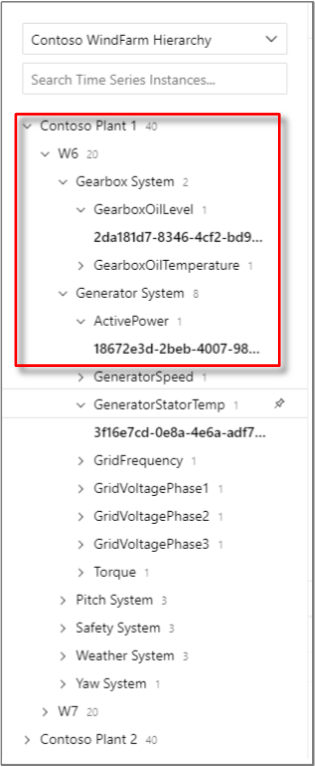 Contoso WindFarm Hierarchy
Search Time Series Instances...
Contoso Plant 1 40
W6 20
Gearbox System 2
GearboxOilLevel 1
2da181d7-8346-4cf2-bd9...
GearboxOilTemperature 1
Generator System 8
ActivePower 1
18672e3d-2beb-4007-98...
GeneratorSpeed 1
GeneratorStatorTemp 1
3f16e7cd-0e8a-4e6a-adf7...
GridFrequency 1
GridVoltagePhase1 1
GridVoltagePhase2 1
GridVoltagePhase3 1
Torque 1
Pitch System 3
Safety System 3
Weather System 3
Yaw System 1
W7 20
Contoso Plant 2 40